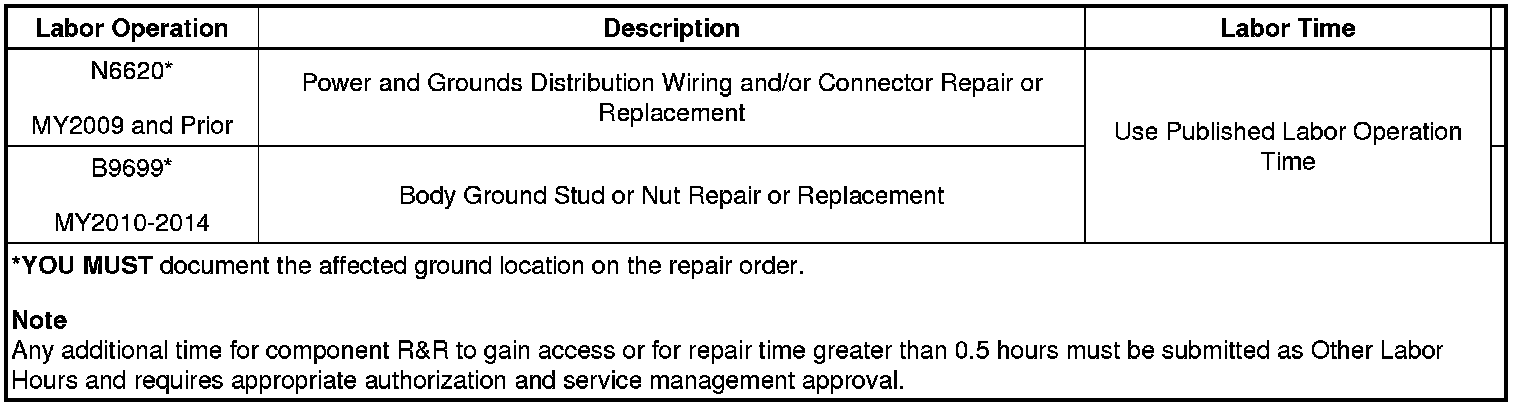 Labor Operation Description Labor Time
N6620*
MY2009 and Prior
Power and Grounds Distribution Wiring and/or Connector Repair or
Replacement
Use Published Labor Operation
Time
B9699*
MY2010-2014
Body Ground Stud or Nut Repair or Replacement
*YOU MUST document the affected ground location on the repair order.
Note
Any additional time for component R&R to gain access or for repair time greater than 0.5 hours must be submitted as Other Labor
Hours and requires appropriate authorization and service management approval.